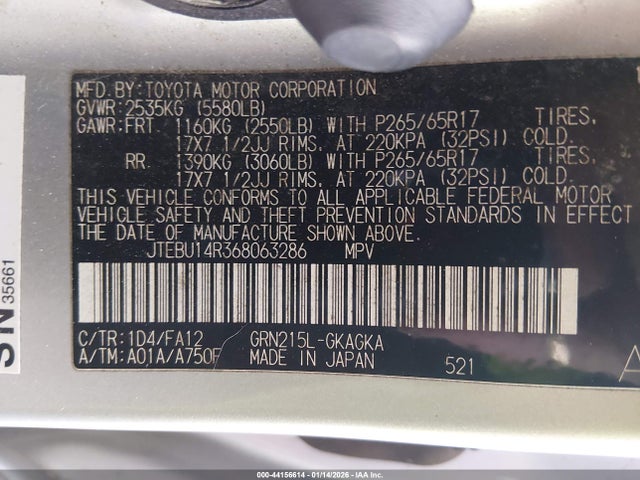 MFD.BY:TOYOTA MOTOR CORPORATION
GVWR:2535KG (5580LB)
GAWR:FRT 1160KG (2550LB) WITH P265/65R17 TIRES,
17X7 1/2JJ RIMS, AT 220KPA (32PSI) COLD.
RR 1390KG (3060LB) WITH P265/65R17 TIRES,
17X7 1/2JJ RIMS, AT 220KPA (32PSI) COLD.
THIS VEHICLE CONFORMS TO ALL APPLICABLE FEDERAL MOTOR
VEHICLE SAFETY AND THEFT PREVENTION STANDARDS IN EFFECT
THE DATE OF MANUFACTURE SHOWN ABOVE.
JTEBU14R368063286 MPV
C/TR:1D4/FA12 GRN215L-GKAGKA
A/TM:A01A/A750F MADE IN JAPAN 521
A
SN
35661
000-44156614 | 01/14/2026 | IAA Inc.